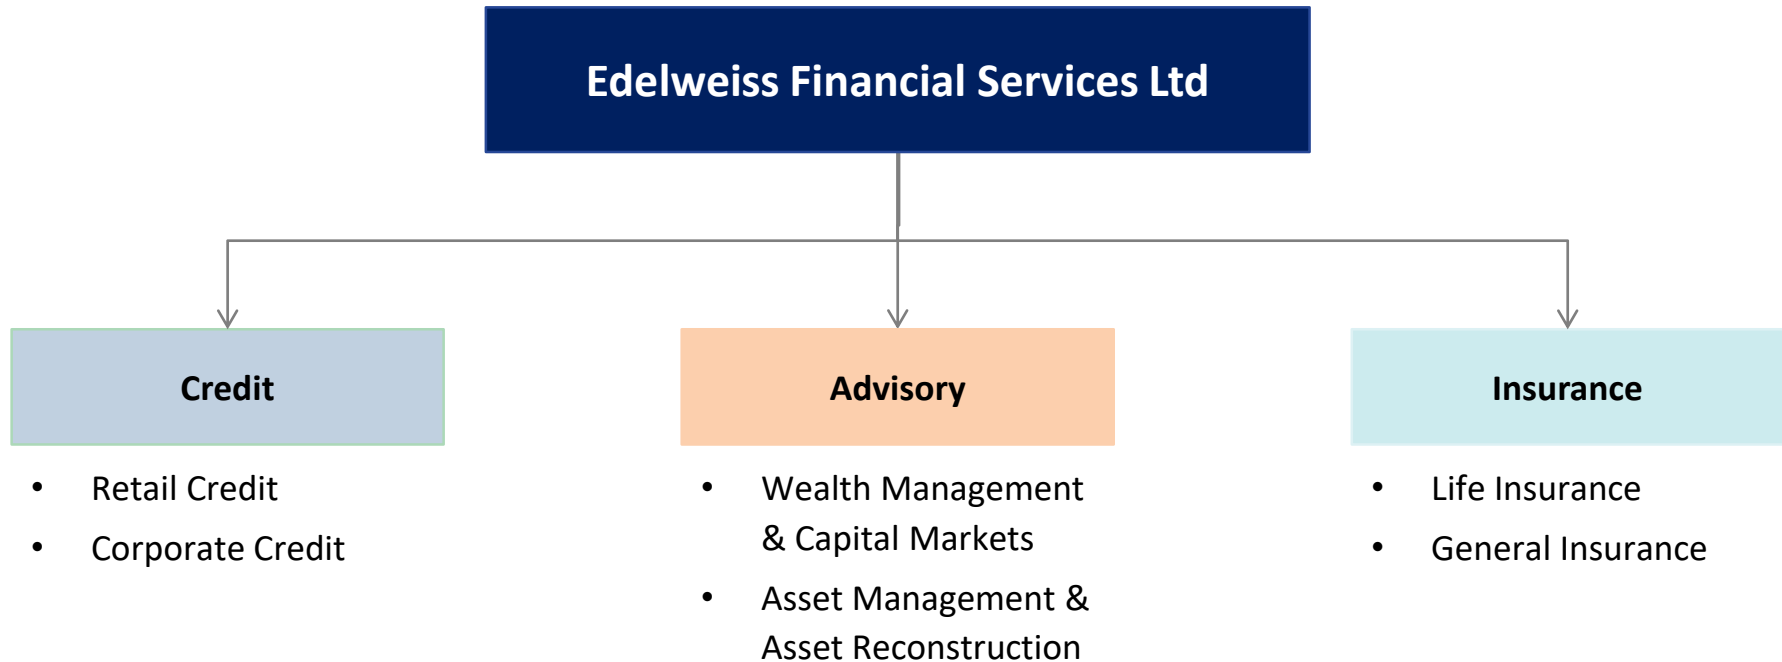 Edelweiss Financial Services Ltd
Credit
• Retail Credit
• Corporate Credit
Advisory
• Wealth Management
& Capital Markets
• Asset Management &
Asset Reconstruction
Insurance
• Life Insurance
• General Insurance